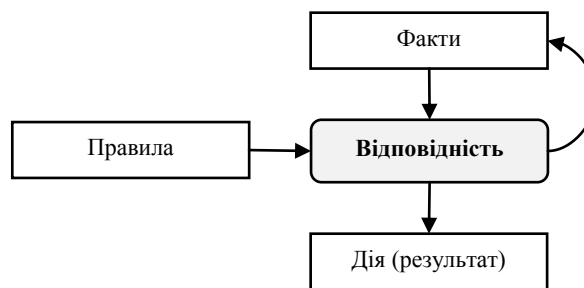 Факти
Правила
Відповідність
Дія (результат)